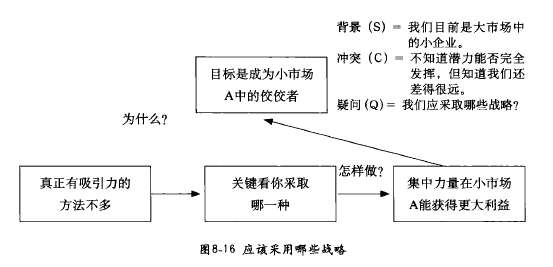 背景（S）= 我们目前是大市场中
的小企业。
冲突（C）= 不知道潜力能否完全
发挥，但知道我们还
差得很远。
疑问(Q)= 我们应采取哪些战略?
目标是成为小市场
A中的佼佼者
为什么?
怎样做?
真正有吸引力的
方法不多
关键看你采取
哪一种
集中力量在小市场
A能获得更大利益
图8-16 应该采用哪些战略